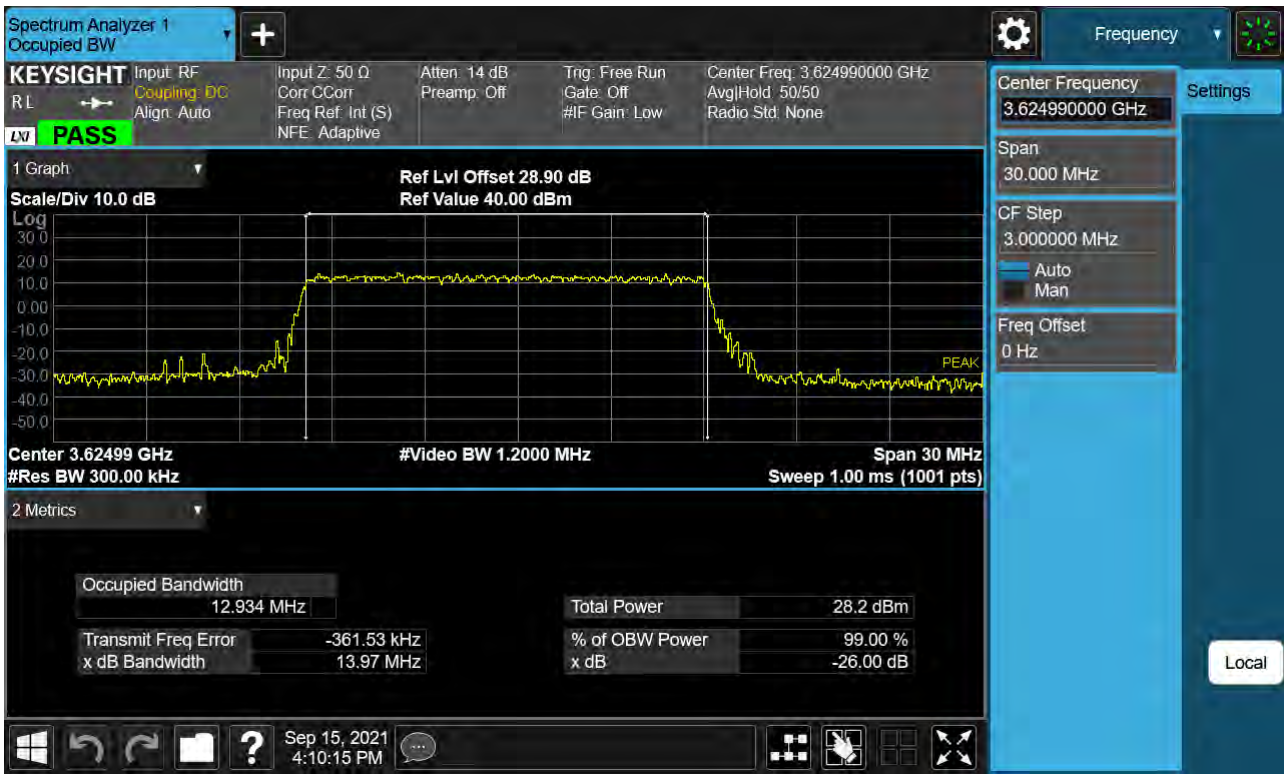 Spectrum Analyzer 1
Occupied BW
Frequency
KEYSIGHT
R L
LXI
PASS
Input: RF
Coupling: DC
Align: Auto
Input Z: 50 Ω
Corr CCorr
Freq Ref: Int (S)
NFE: Adaptive
Atten: 14 dB
Preamp: Off
Trig: Free Run
Gate: Off
#IF Gain: Low
Center Freq: 3.624990000 GHz
Avg|Hold: 50/50
Radio Std: None
Center Frequency
3.624990000 GHz
Settings
Span
30.000 MHz
CF Step
3.000000 MHz
Auto
Man
Freq Offset
0 Hz
1 Graph
Scale/Div 10.0 dB
Ref Lvl Offset 28.90 dB
Ref Value 40.00 dBm
Log
30.0
20.0
10.0
0.00
-10.0
-20.0
-30.0
-40.0
-50.0
PEAK
Center 3.62499 GHz
#Video BW 1.2000 MHz
Span 30 MHz
#Res BW 300.00 kHz
Sweep 1.00 ms (1001 pts)
2 Metrics
Occupied Bandwidth
12.934 MHz
Total Power 28.2 dBm
Transmit Freq Error -361.53 kHz
% of OBW Power 99.00 %
x dB Bandwidth 13.97 MHz
x dB -26.00 dB
Local
Sep 15, 2021
4:10:15 PM